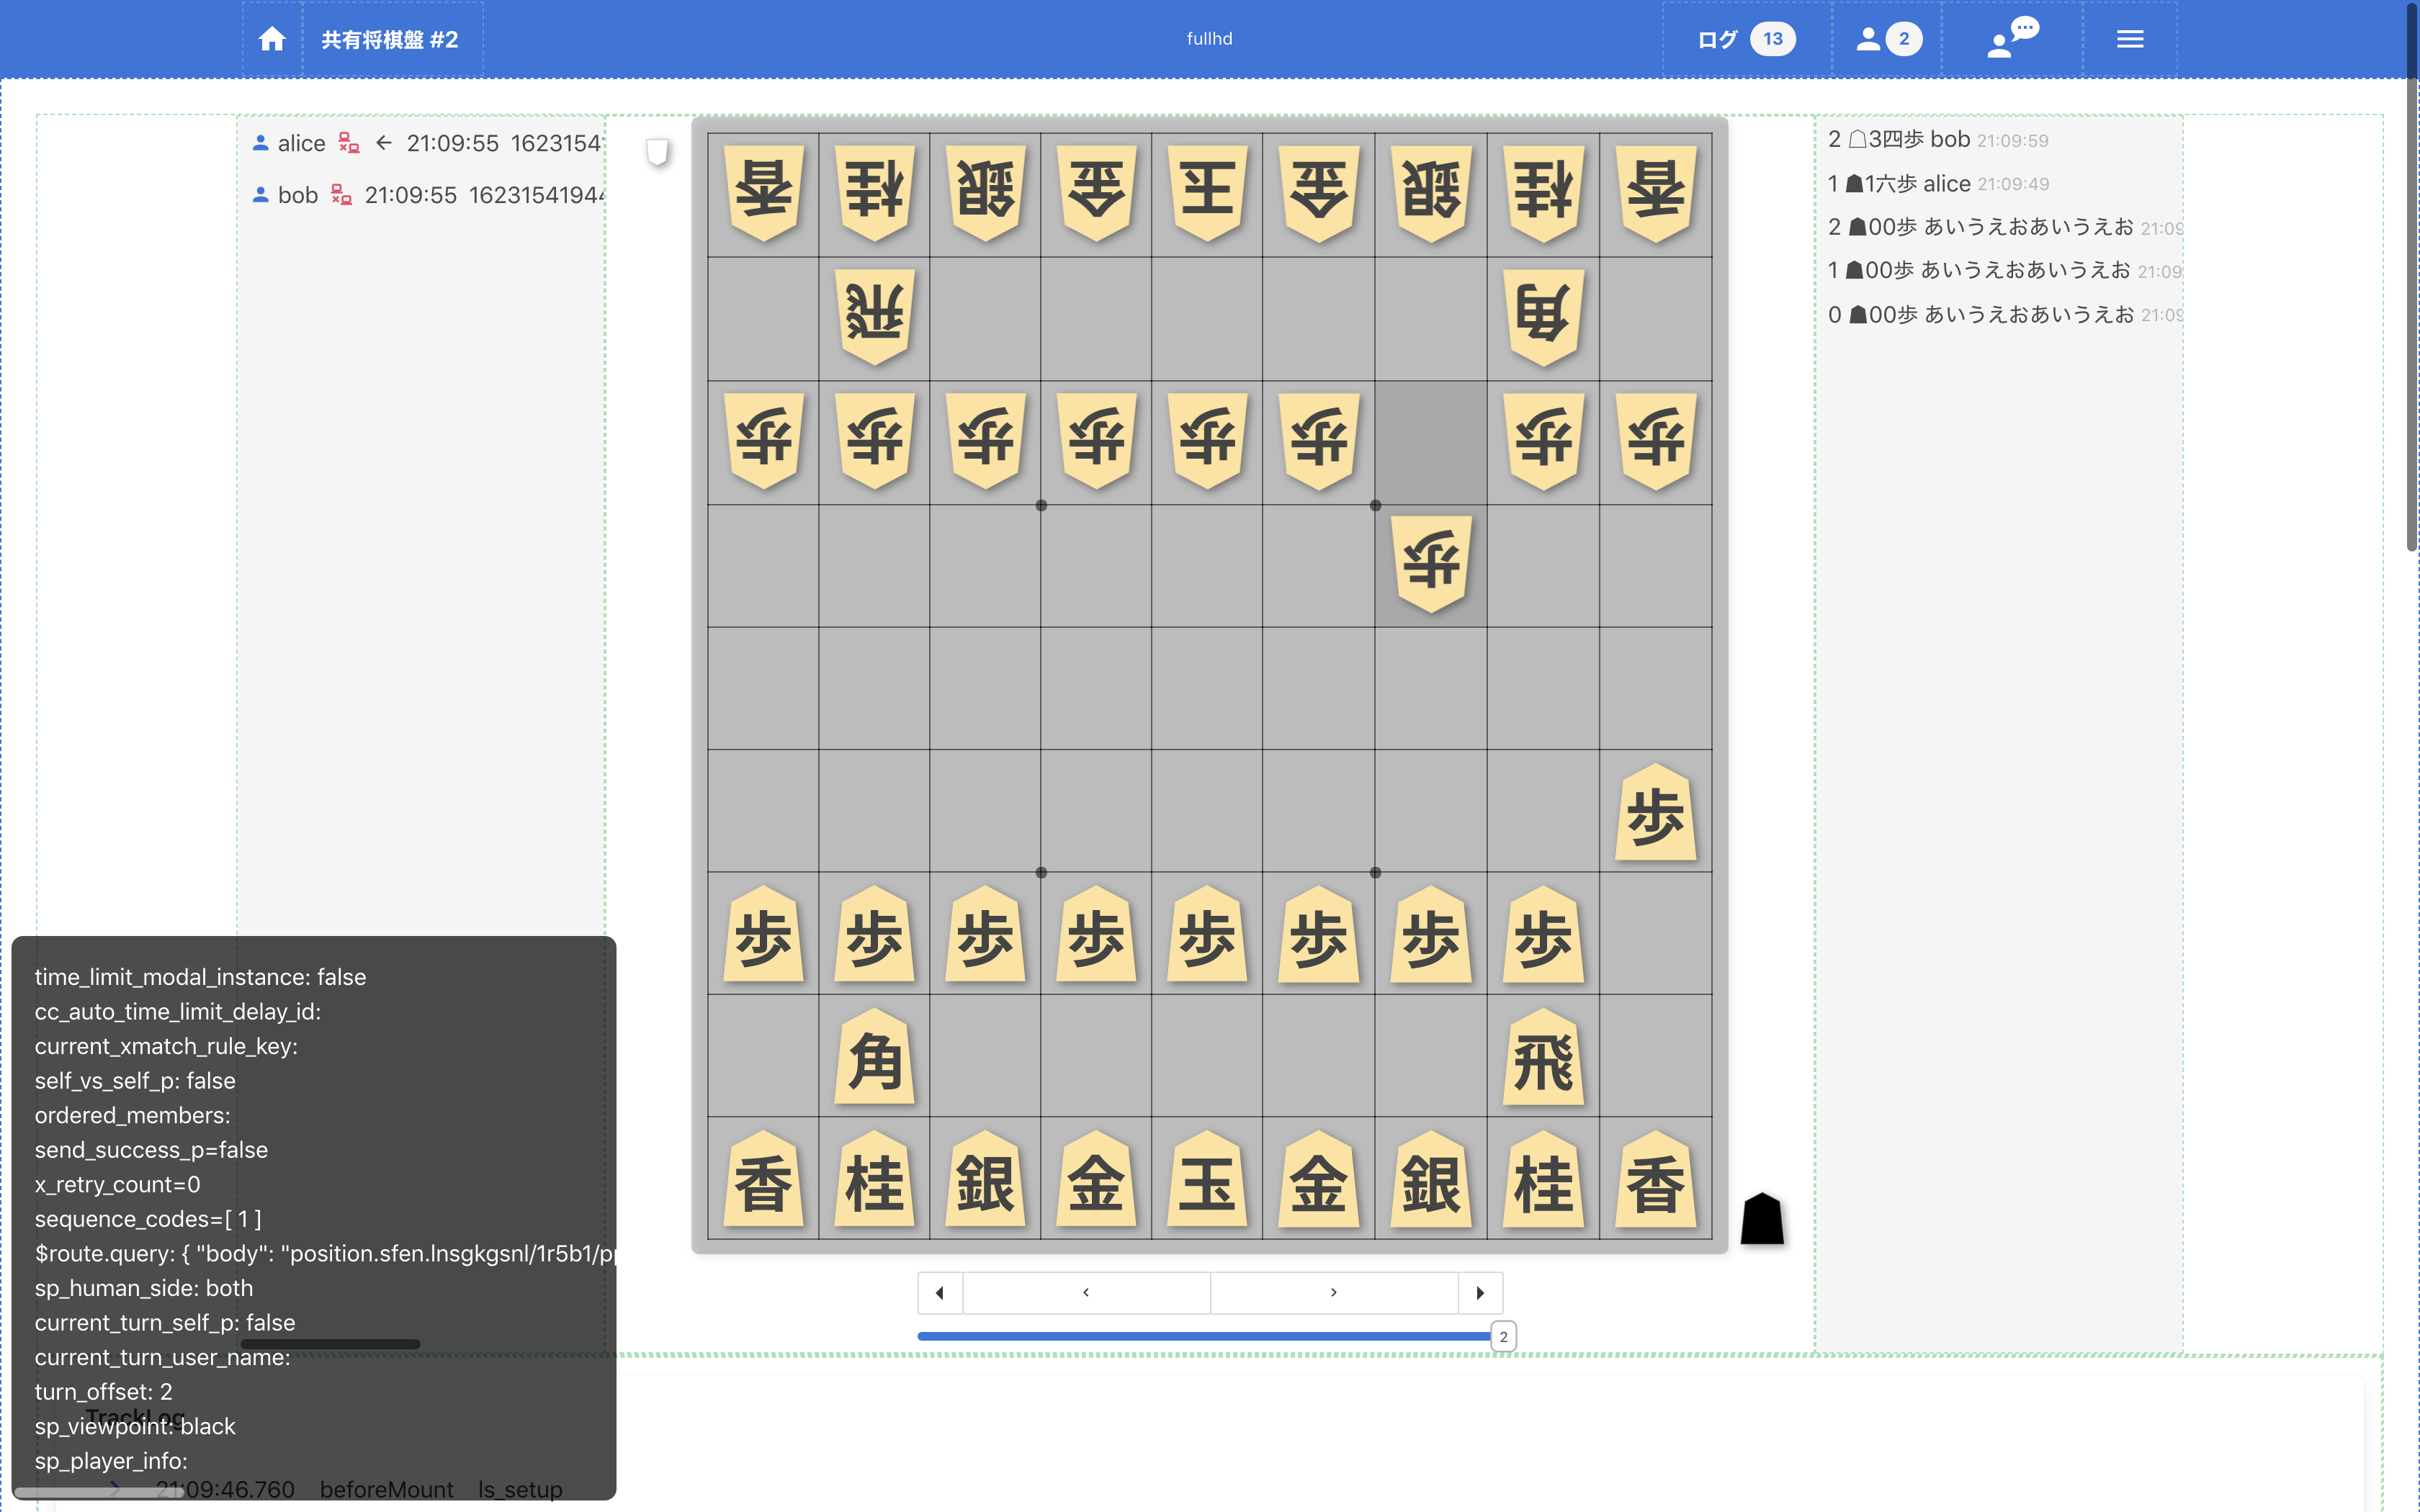 共有将棋盤 #2
fullhd
ログ 13
2
alice ← 21:09:55 1623154
bob 21:09:55 1623154194
2 ☖3四歩 bob 21:09:59
1 ☗1六歩 alice 21:09:49
2 ☗00歩 あいうえおあいうえお 21:09
1 ☗00歩 あいうえおあいうえお 21:09
0 ☗00歩 あいうえおあいうえお 21:09
香 桂 銀 金 玉 金 銀 桂 香
飛 角
歩 歩 歩 歩 歩 歩 歩 歩
歩
歩
歩 歩 歩 歩 歩 歩 歩 歩
角 飛
香 桂 銀 金 玉 金 銀 桂 香
2
time_limit_modal_instance: false
cc_auto_time_limit_delay_id:
current_xmatch_rule_key:
self_vs_self_p: false
ordered_members:
send_success_p=false
x_retry_count=0
sequence_codes=[ 1 ]
$route.query: { "body": "position.sfen.lnsgkgsnl/1r5b1/p
sp_human_side: both
current_turn_self_p: false
current_turn_user_name:
turn_offset: 2
sp_viewpoint: black
sp_player_info:
TrackLog
21:09:46.760 beforeMount ls_setup